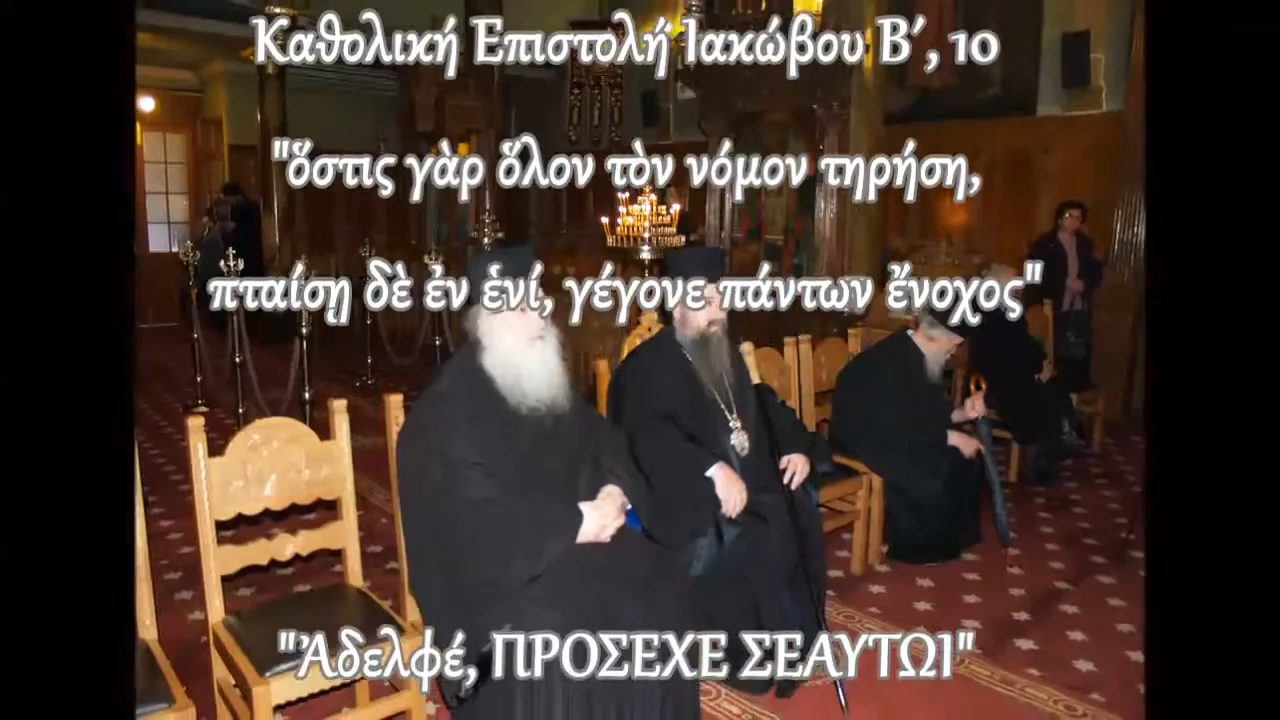 Καθολική Επιστολή Ιακώβου Β΄, 10
"ὅστις γὰρ ὅλον τὸν νόμον τηρήση,
πταίσῃ δὲ ἐν ἑνί, γέγονε πάντων ἔνοχος"
"Ἀδελφέ, ΠΡΟΣΕΧΕ ΣΕΑΥΤΩΙ"